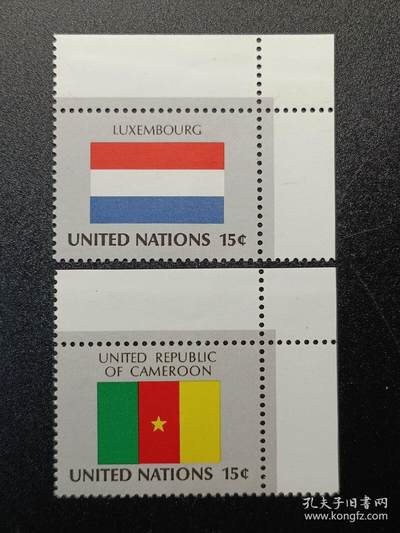 LUXEMBOURG
UNITED NATIONS 15¢
UNITED REPUBLIC
OF CAMEROON
UNITED NATIONS 15¢
孔夫子旧书网
www.kongfz.com